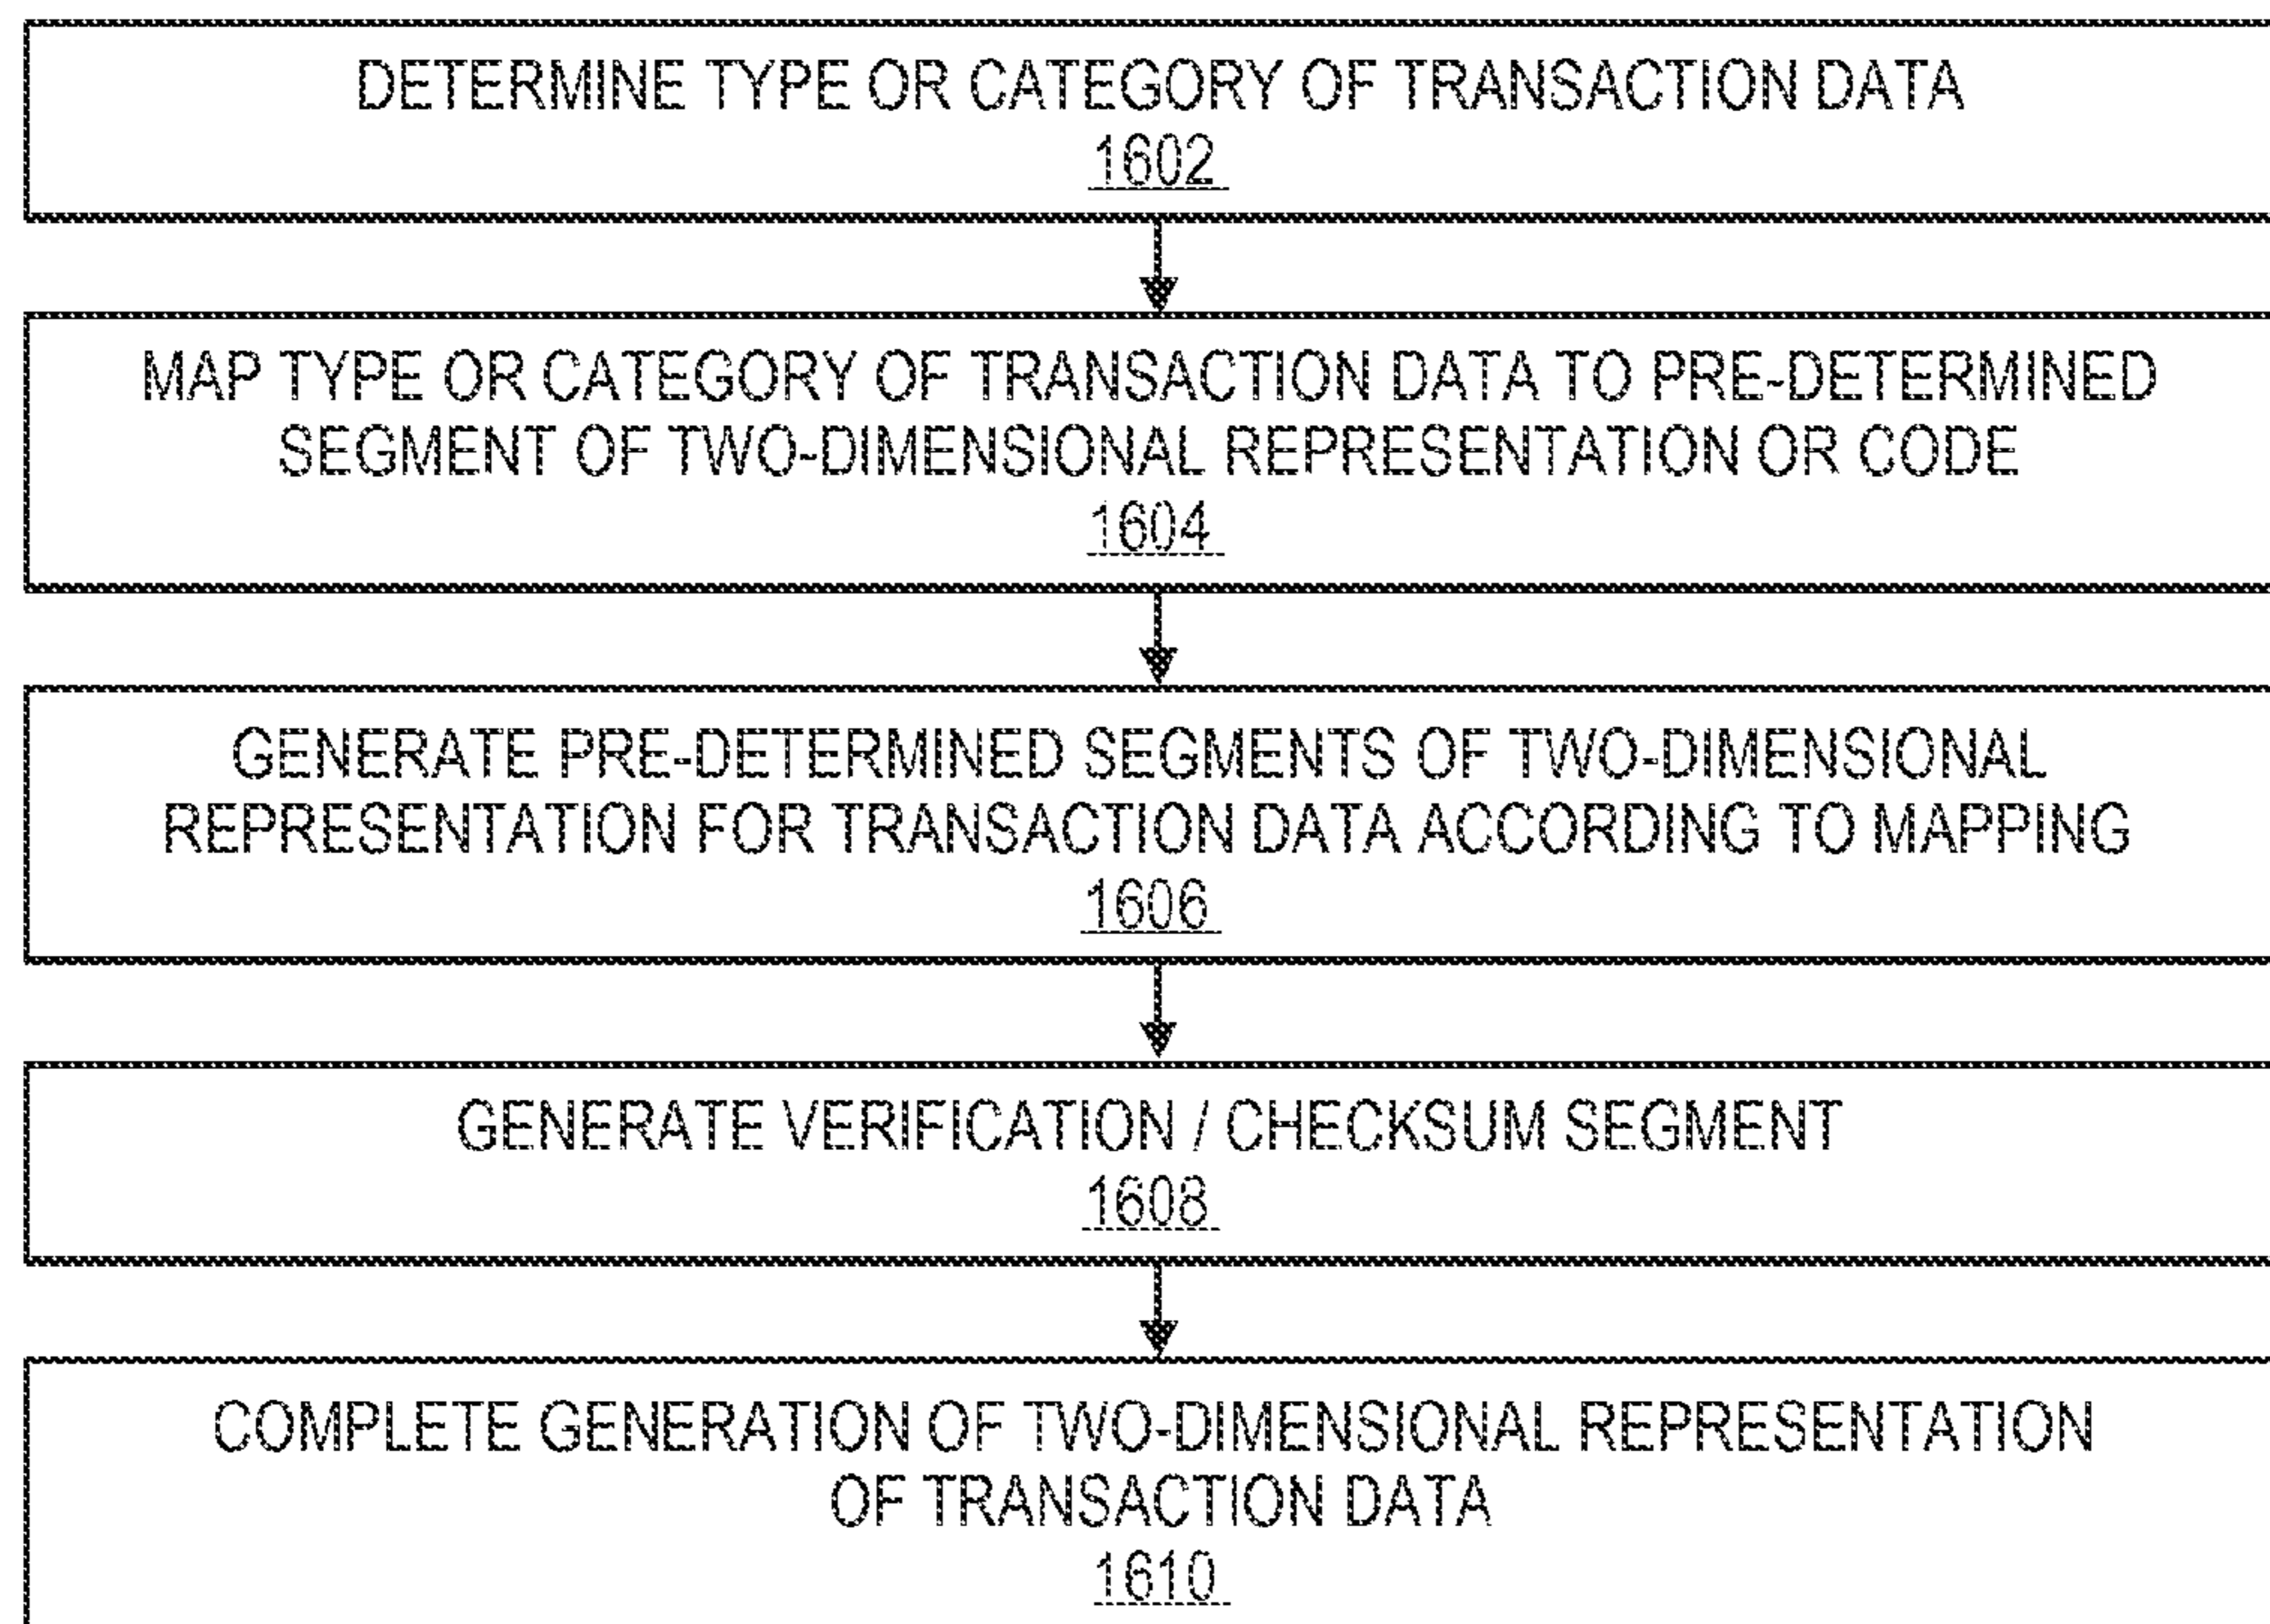 DETERMINE TYPE OR CATEGORY OF TRANSACTION DATA
1602
MAP TYPE OR CATEGORY OF TRANSACTION DATA TO PRE-DETERMINED
SEGMENT OF TWO-DIMENSIONAL REPRESENTATION OR CODE
1604
GENERATE PRE-DETERMINED SEGMENTS OF TWO-DIMENSIONAL
REPRESENTATION FOR TRANSACTION DATA ACCORDING TO MAPPING
1606
GENERATE VERIFICATION / CHECKSUM SEGMENT
1608
COMPLETE GENERATION OF TWO-DIMENSIONAL REPRESENTATION
OF TRANSACTION DATA
1610